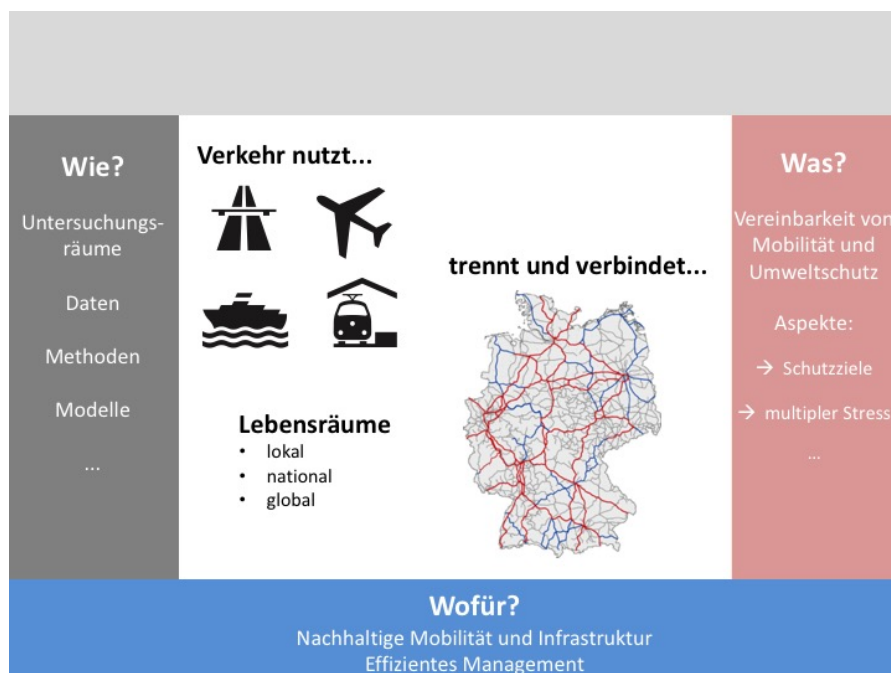 Wie?
Untersuchungs-
räume
Daten
Methoden
Modelle
...
Verkehr nutzt...
trennt und verbindet...
Lebensräume
• lokal
• national
• global
Was?
Vereinbarkeit von
Mobilität und
Umweltschutz
Aspekte:
→ Schutzziele
→ multipler Stress
...
Wofür?
Nachhaltige Mobilität und Infrastruktur
Effizientes Management